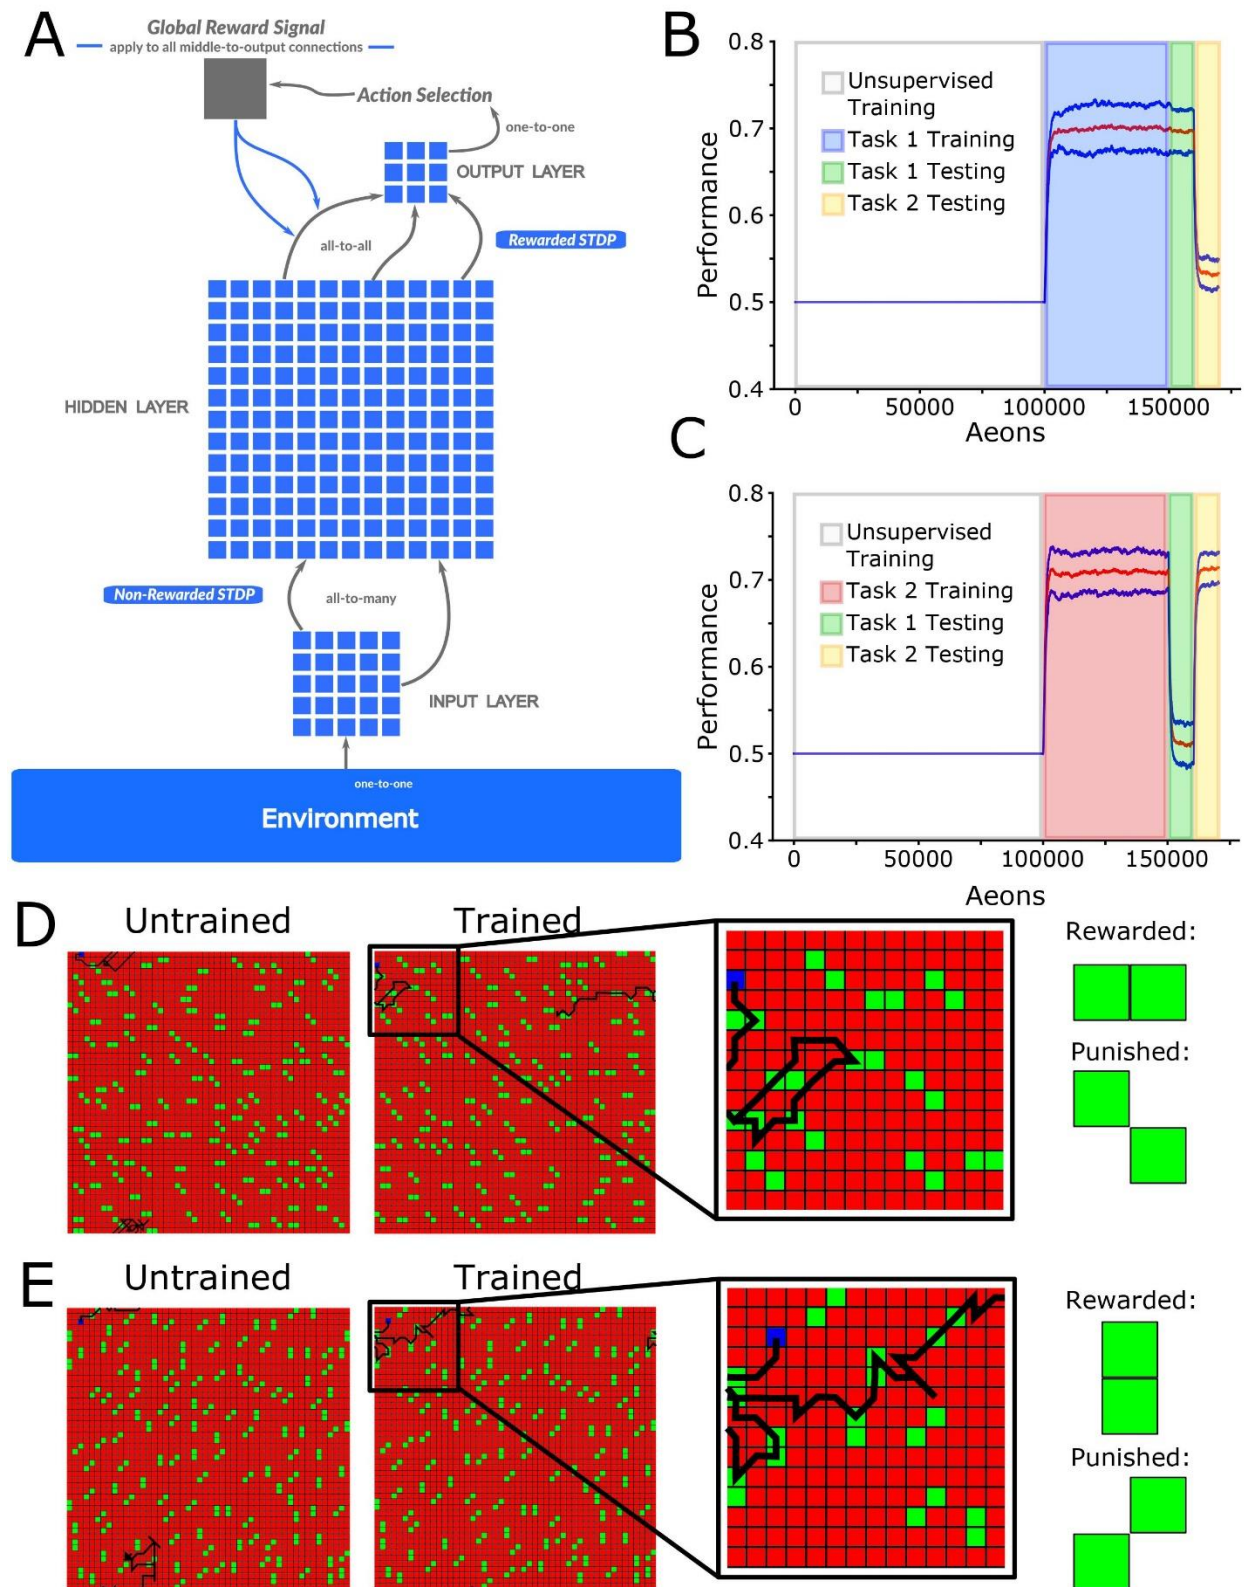 A
Global Reward Signal
apply to all middle-to-output connections
Action Selection
one-to-one
OUTPUT LAYER
all-to-all
Rewarded STDP
HIDDEN LAYER
Non-Rewarded STDP
all-to-many
INPUT LAYER
one-to-one
Environment
B
0.8
0.7
0.6
0.5
0.4
Performance
Unsupervised
Training
Task 1 Training
Task 1 Testing
Task 2 Testing
0 50000 100000 150000
Aeons
C
0.8
0.7
0.6
0.5
0.4
Performance
Unsupervised
Training
Task 2 Training
Task 1 Testing
Task 2 Testing
0 50000 100000 150000
Aeons
D
Untrained
Trained
Rewarded:
Punished:
E
Untrained
Trained
Rewarded:
Punished: